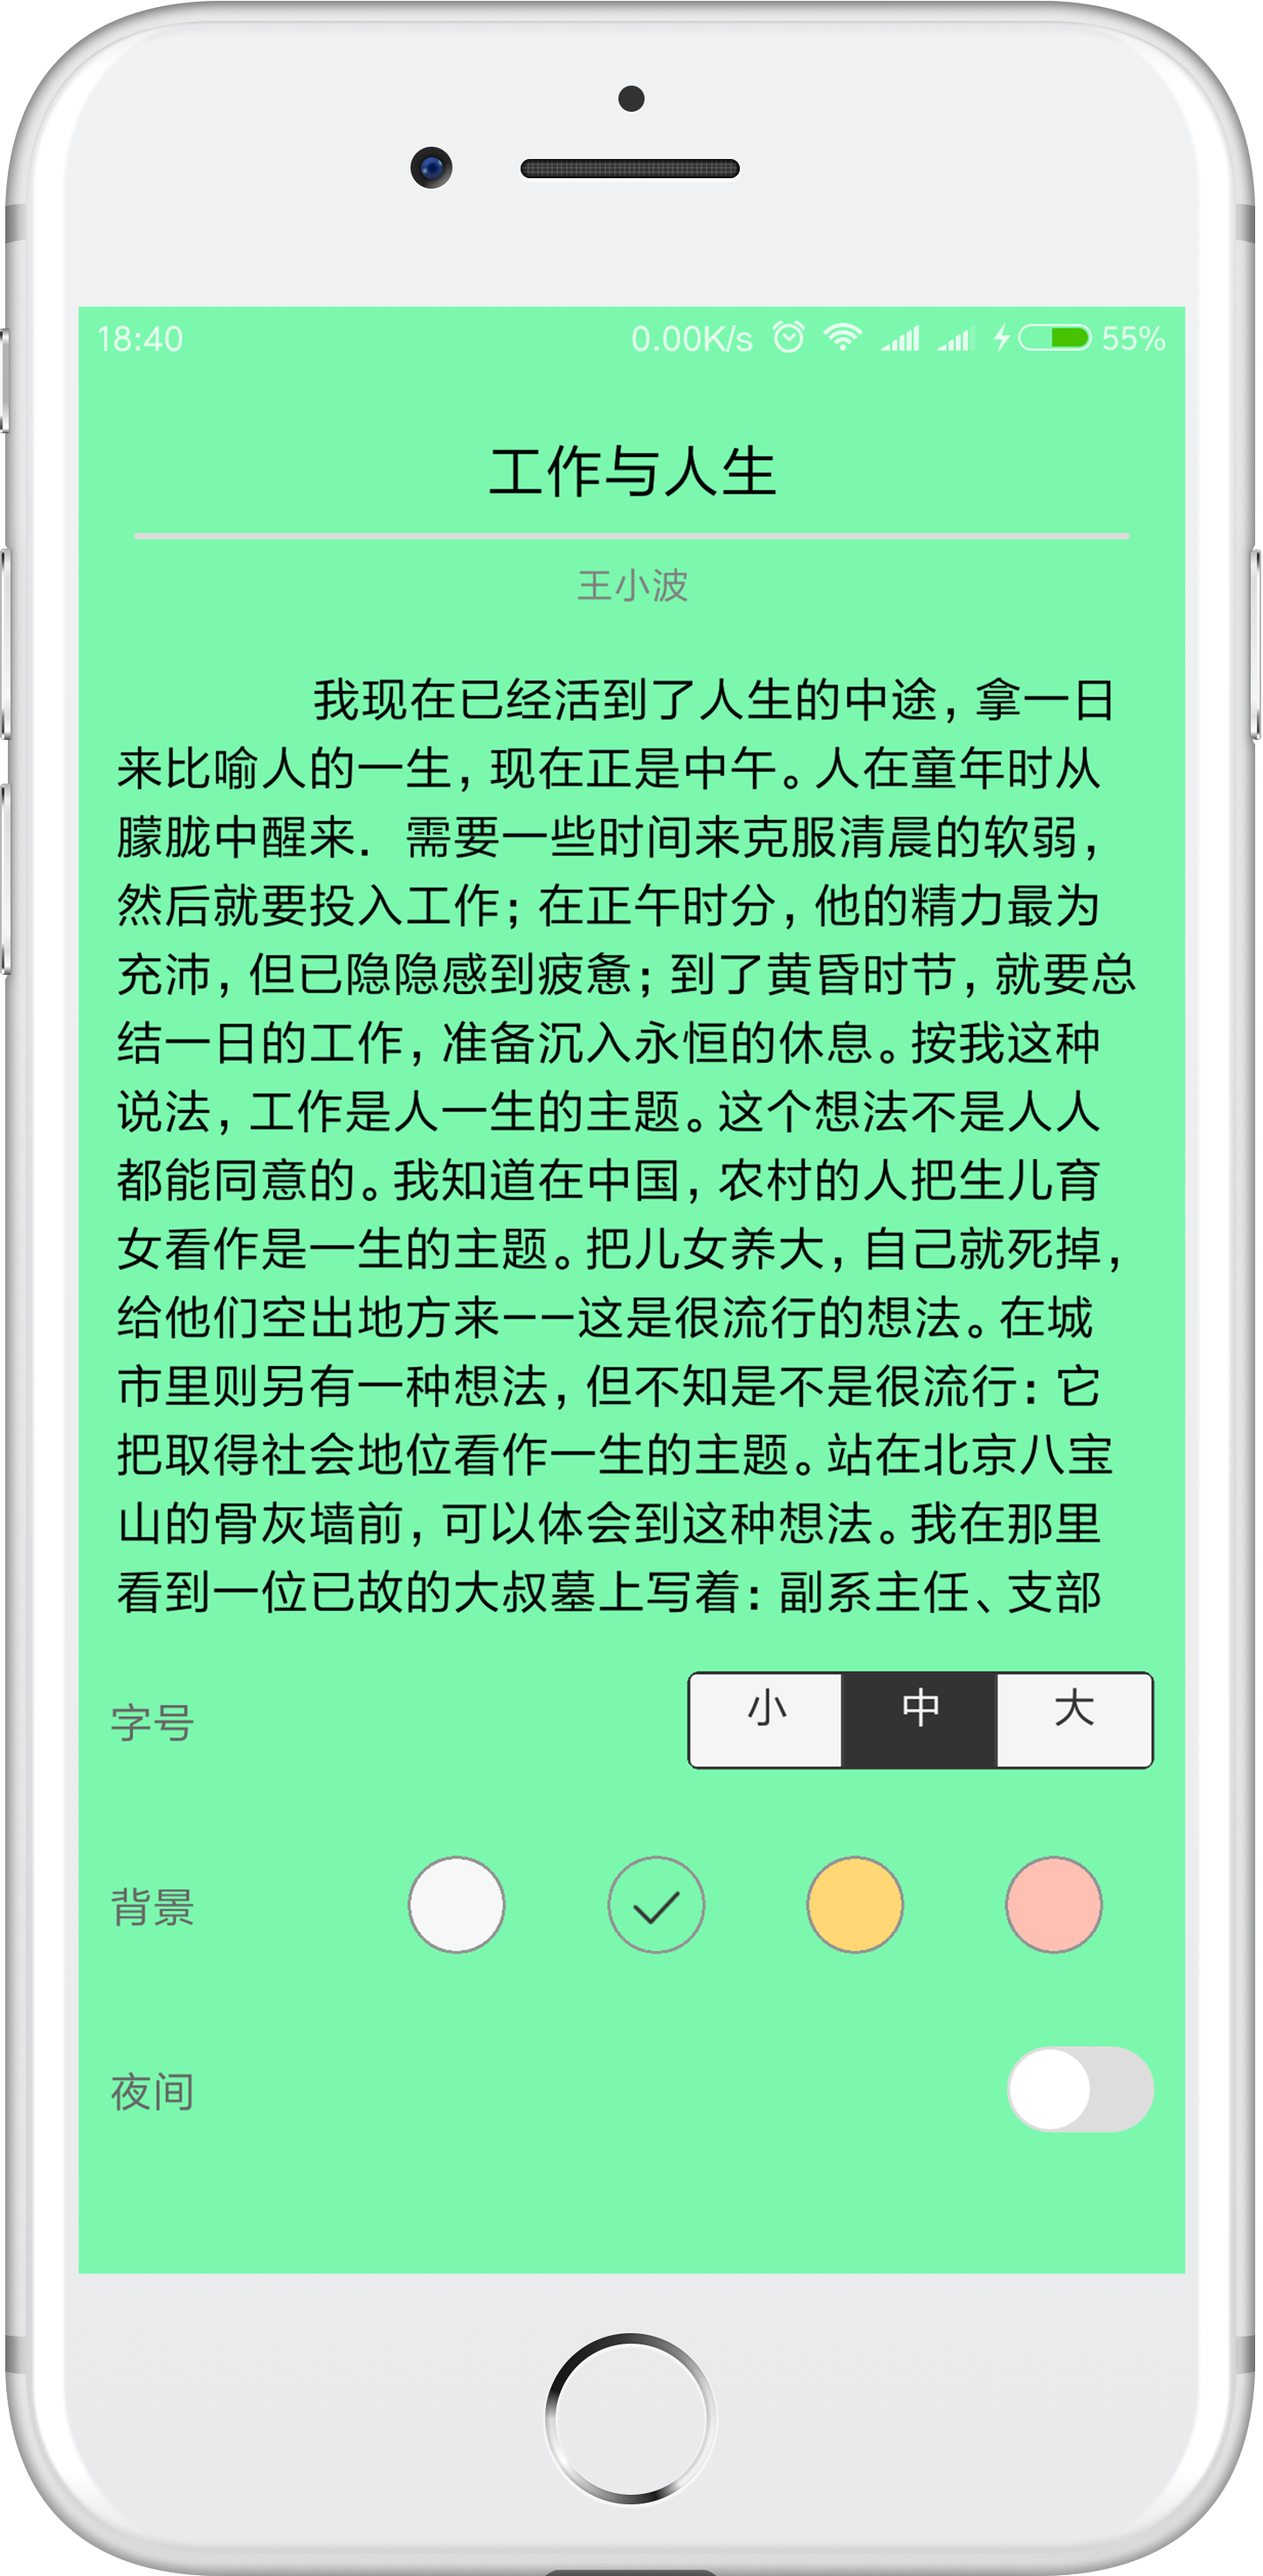 18:40 0.00K/s 55%
工作与人生
王小波
我现在已经活到了人生的中途，拿一日
来比喻人的一生，现在正是中午。人在童年时从
朦胧中醒来．需要一些时间来克服清晨的软弱，
然后就要投入工作；在正午时分，他的精力最为
充沛，但已隐隐感到疲惫；到了黄昏时节，就要总
结一日的工作，准备沉入永恒的休息。按我这种
说法，工作是人一生的主题。这个想法不是人人
都能同意的。我知道在中国，农村的人把生儿育
女看作是一生的主题。把儿女养大，自己就死掉，
给他们空出地方来——这是很流行的想法。在城
市里则另有一种想法，但不知是不是很流行：它
把取得社会地位看作一生的主题。站在北京八宝
山的骨灰墙前，可以体会到这种想法。我在那里
看到一位已故的大叔墓上写着：副系主任、支部
字号 小 中 大
背景
夜间